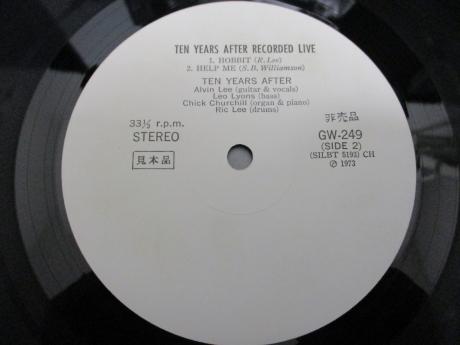 TEN YEARS AFTER RECORDED LIVE
1. HOBBIT (R. Lee)
2. HELP ME (S. B. Williamson)
TEN YEARS AFTER
Alvin Lee (guitar & vocals)
Leo Lyons (bass)
Chick Churchill (organ & piano)
Ric Lee (drums)
33⅓ r.p.m.
STEREO
見本品
非売品
GW-249
(SIDE 2)
(SILBT 5193) CH
Ⓟ 1973